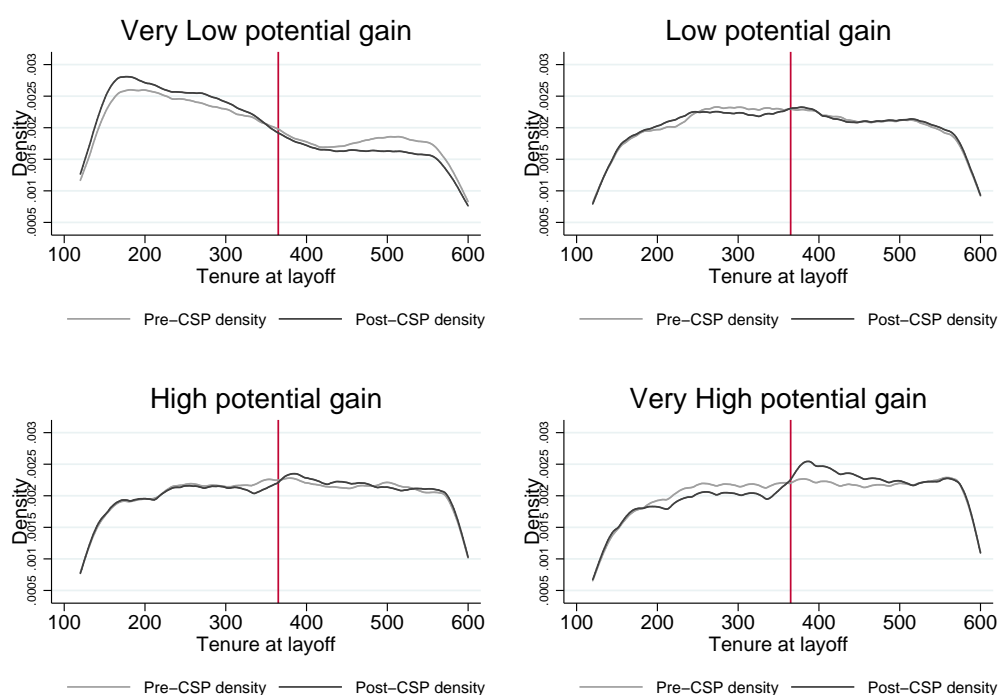 Very Low potential gain
Density
.0005 .001 .0015 .002 .0025 .003
100 200 300 400 500 600
Tenure at layoff
Pre−CSP density Post−CSP density
Low potential gain
Density
.0005 .001 .0015 .002 .0025 .003
100 200 300 400 500 600
Tenure at layoff
Pre−CSP density Post−CSP density
High potential gain
Density
.0005 .001 .0015 .002 .0025 .003
100 200 300 400 500 600
Tenure at layoff
Pre−CSP density Post−CSP density
Very High potential gain
Density
.0005 .001 .0015 .002 .0025 .003
100 200 300 400 500 600
Tenure at layoff
Pre−CSP density Post−CSP density